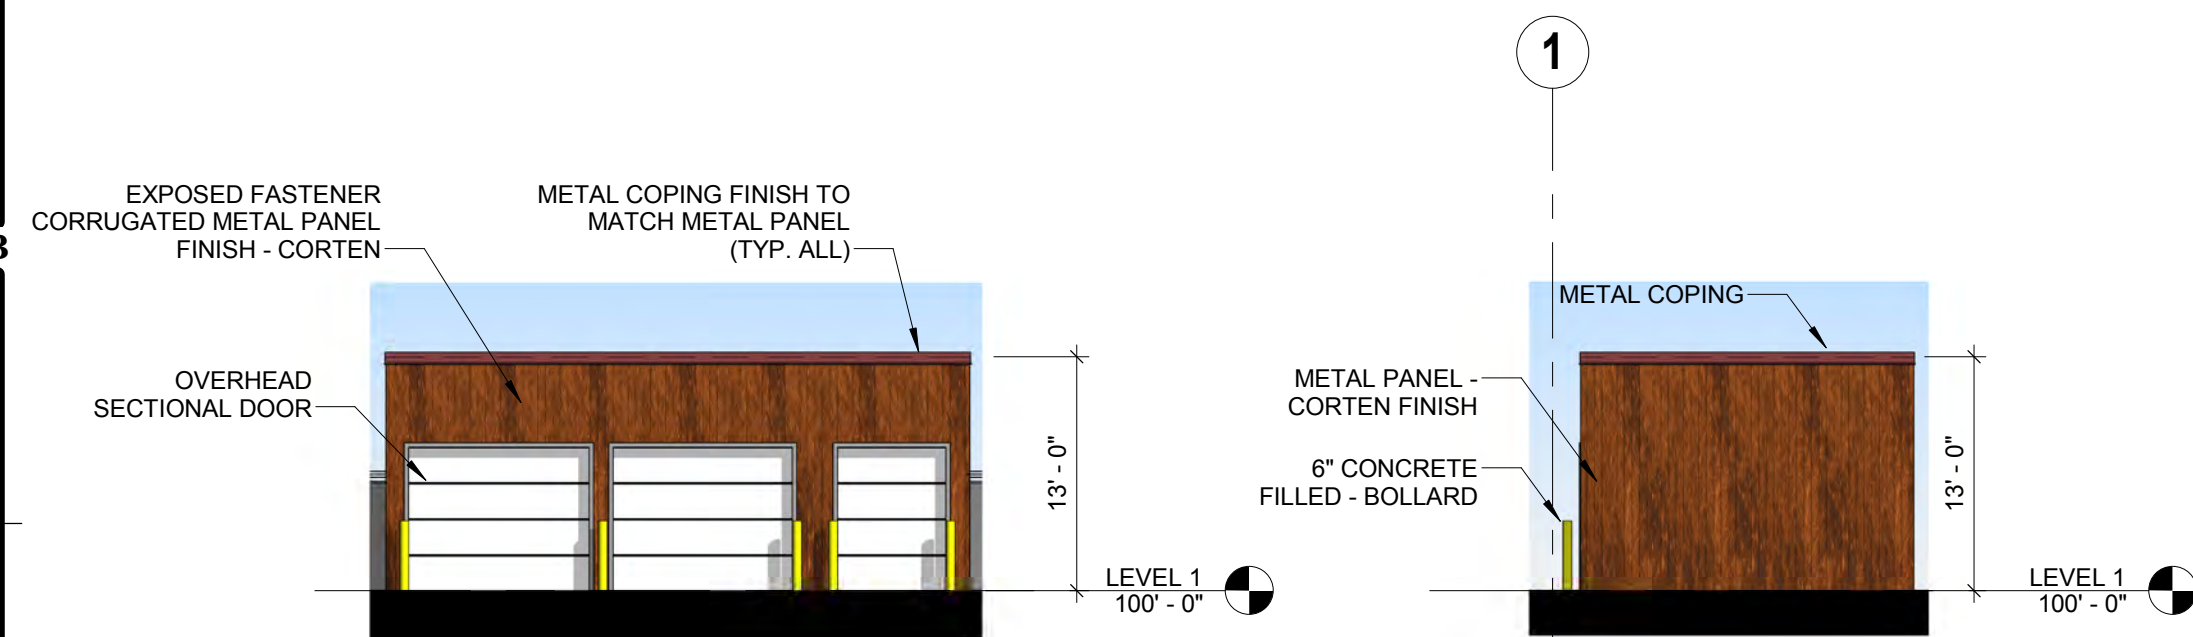 1
EXPOSED FASTENER
CORRUGATED METAL PANEL
FINISH - CORTEN
METAL COPING FINISH TO
MATCH METAL PANEL
(TYP. ALL)
OVERHEAD
SECTIONAL DOOR
13' - 0"
LEVEL 1
100' - 0"
METAL COPING
METAL PANEL -
CORTEN FINISH
6" CONCRETE
FILLED - BOLLARD
13' - 0"
LEVEL 1
100' - 0"